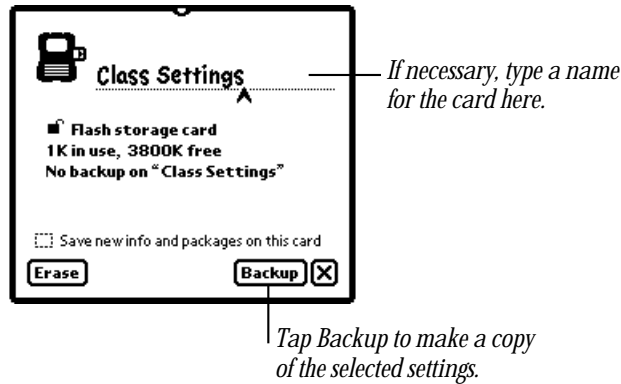 Class Settings
If necessary, type a name
for the card here.
Flash storage card
1K in use, 3800K free
No backup on “Class Settings”
Save new info and packages on this card
Erase
Backup
Tap Backup to make a copy
of the selected settings.